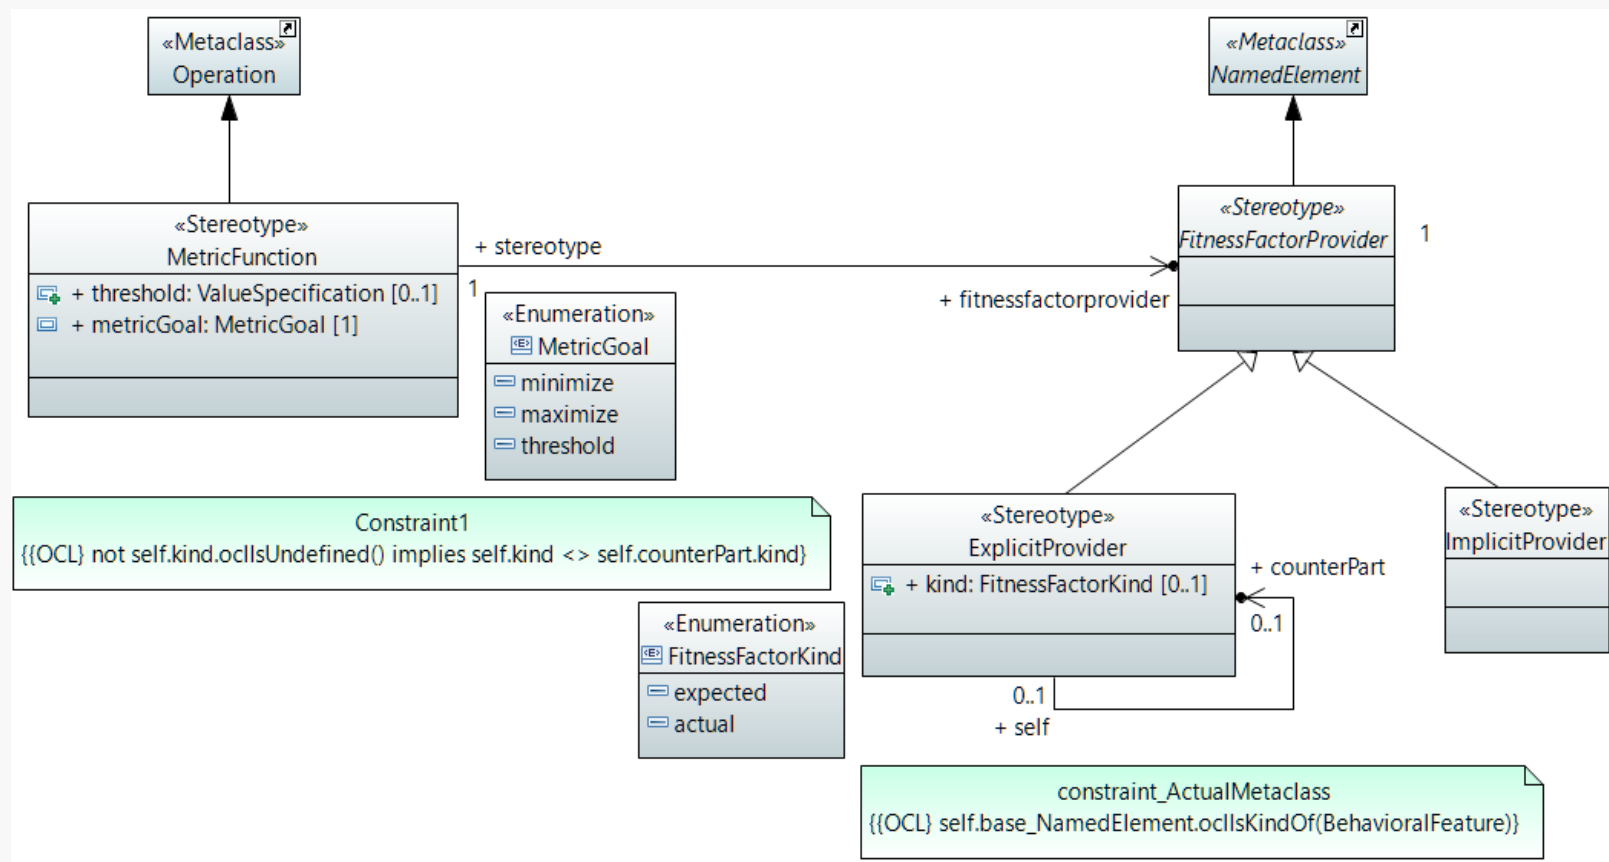 «Metaclass»
Operation
«Metaclass»
NamedElement
«Stereotype»
MetricFunction
+ threshold: ValueSpecification [0..1]
+ metricGoal: MetricGoal [1]
+ stereotype
1
+ fitnessfactorprovider
«Stereotype»
FitnessFactorProvider
1
«Enumeration»
<E> MetricGoal
minimize
maximize
threshold
Constraint1
{{OCL} not self.kind.oclIsUndefined() implies self.kind <> self.counterPart.kind}
«Stereotype»
ExplicitProvider
+ kind: FitnessFactorKind [0..1]
+ counterPart
0..1
0..1
+ self
«Stereotype»
ImplicitProvider
«Enumeration»
<E> FitnessFactorKind
expected
actual
constraint_ActualMetaclass
{{OCL} self.base_NamedElement.oclIsKindOf(BehavioralFeature)}